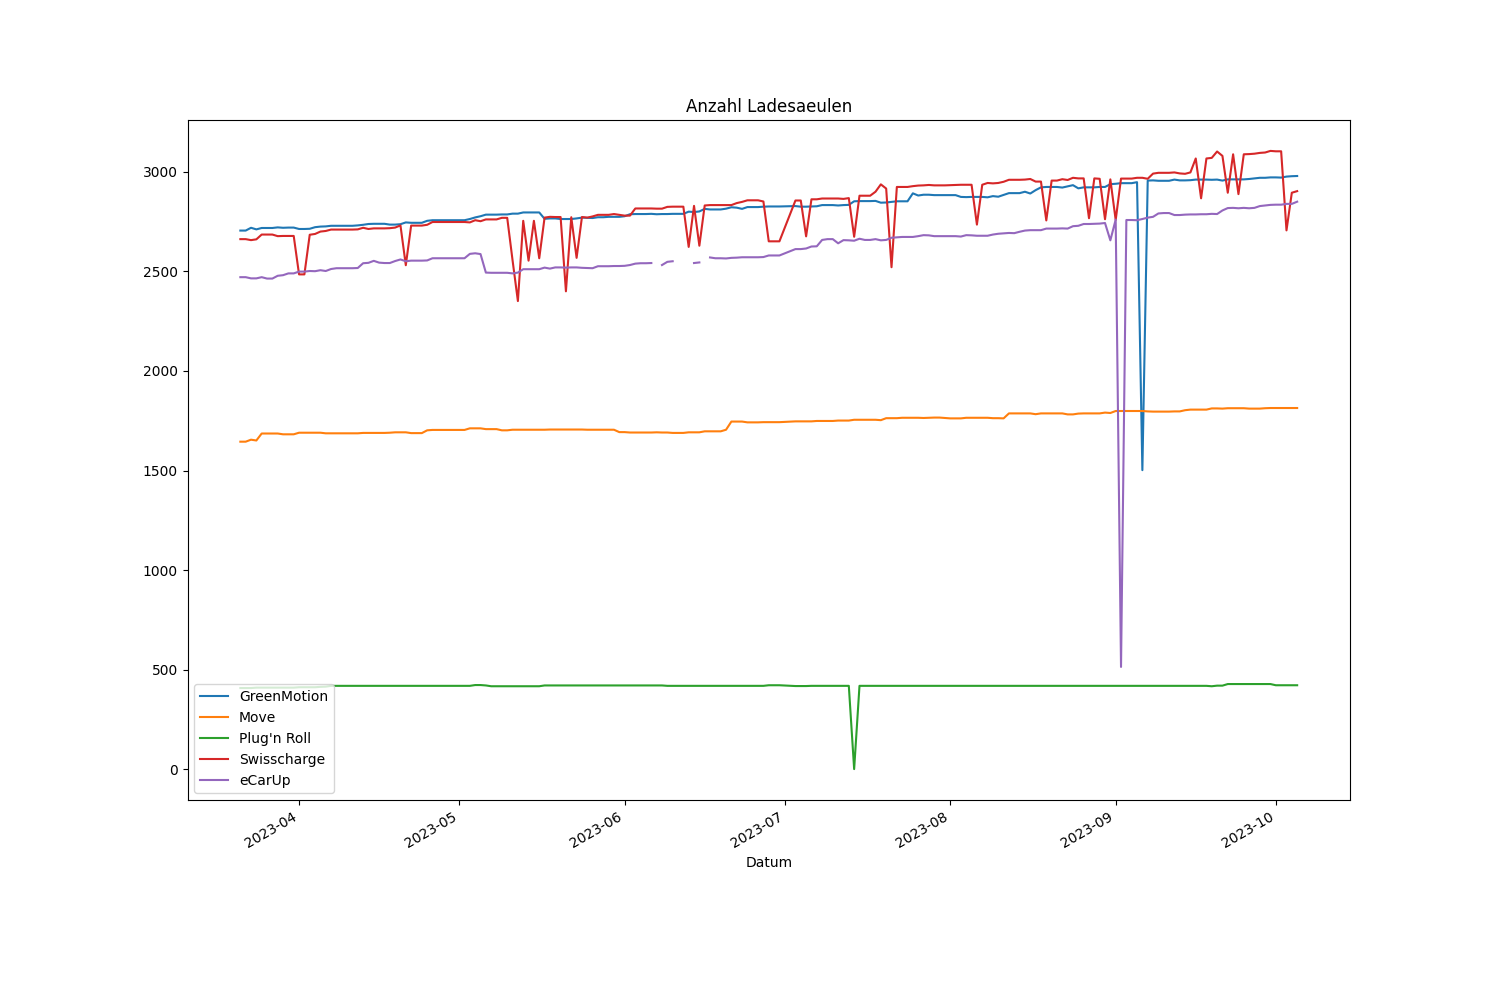 Anzahl Ladesaeulen
3000
2500
2000
1500
1000
500
0
GreenMotion
Move
Plug'n Roll
Swisscharge
eCarUp
2023-04
2023-05
2023-06
2023-07
2023-08
2023-09
2023-10
Datum